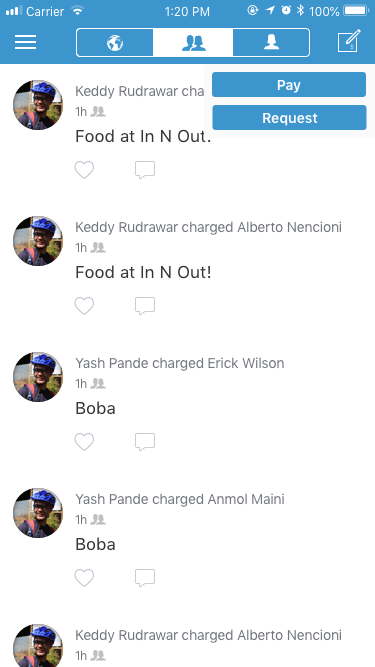 Carrier 1:20 PM 100%
Keddy Rudrawar cha
Pay
1h
Food at In N Out!
Request
Keddy Rudrawar charged Alberto Nencioni
1h
Food at In N Out!
Yash Pande charged Erick Wilson
1h
Boba
Yash Pande charged Anmol Maini
1h
Boba
Keddy Rudrawar charged Alberto Nencioni
1h